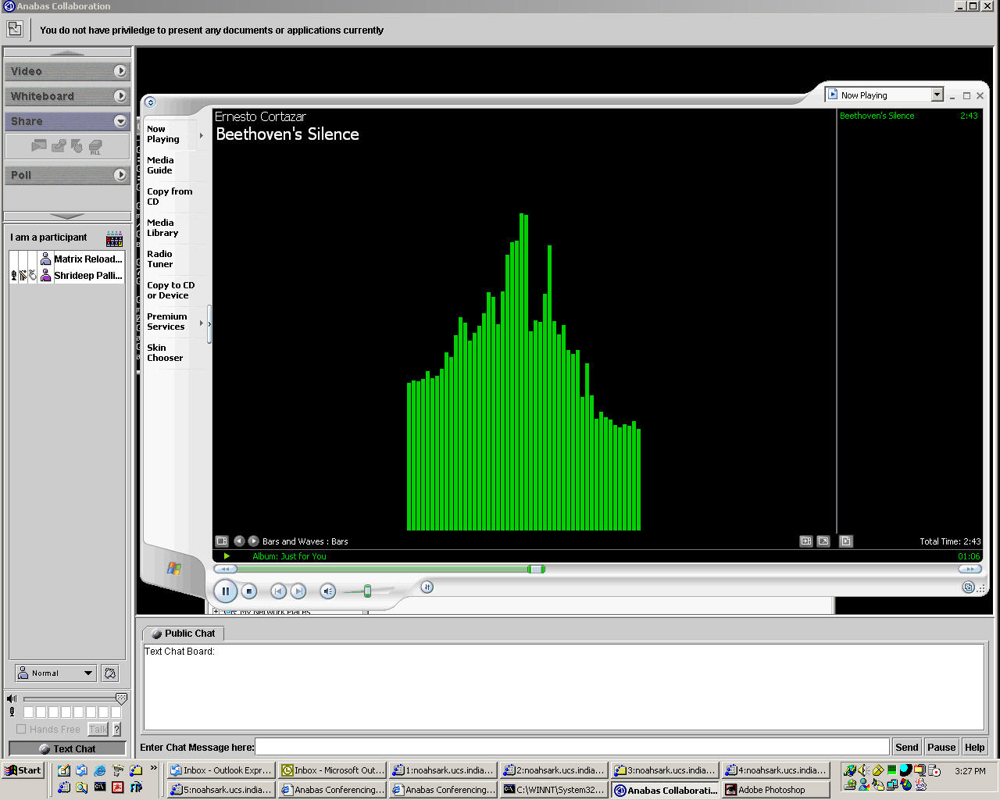 Anabas Collaboration
You do not have priviledge to present any documents or applications currently
Video
Whiteboard
Share
ALL
Poll
I am a participant
Matrix Reload...
Shrideep Palli...
Normal
Hands Free
Talk
?
Text Chat
Now Playing
Now
Playing
Media
Guide
Copy from
CD
Media
Library
Radio
Tuner
Copy to CD
or Device
Premium
Services
Skin
Chooser
Ernesto Cortazar
Beethoven's Silence
Beethoven's Silence 2:43
Bars and Waves : Bars
Total Time: 2:43
Album: Just for You
01:06
My Network Places
Public Chat
Text Chat Board:
Enter Chat Message here:
Send
Pause
Help
Start
»
Inbox - Outlook Expr...
Inbox - Microsoft Out...
1:noahsark.ucs.india...
2:noahsark.ucs.india...
3:noahsark.ucs.india...
4:noahsark.ucs.india...
3:27 PM
5:noahsark.ucs.india...
Anabas Conferencing...
Anabas Conferencing...
C:\WINNT\System32...
Anabas Collaborati...
Adobe Photoshop